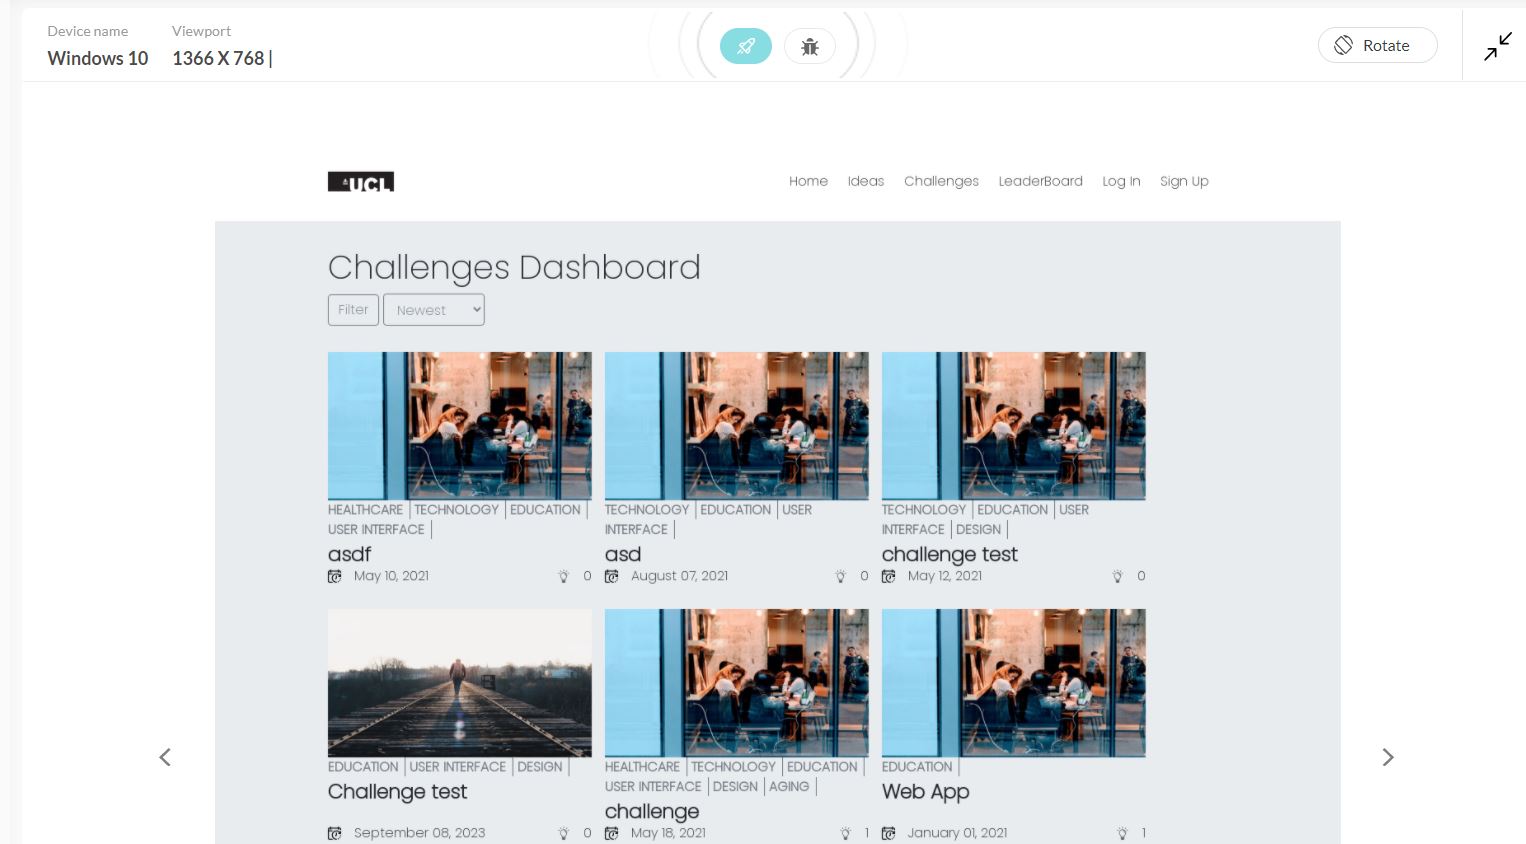 Device name Viewport
Windows 10 1366 X 768 |
Rotate
UCL
Home Ideas Challenges LeaderBoard Log In Sign Up
Challenges Dashboard
Filter Newest
HEALTHCARE | TECHNOLOGY | EDUCATION |
USER INTERFACE |
asdf
May 10, 2021 0
TECHNOLOGY | EDUCATION | USER
INTERFACE |
asd
August 07, 2021 0
TECHNOLOGY | EDUCATION | USER
INTERFACE | DESIGN |
challenge test
May 12, 2021 0
EDUCATION | USER INTERFACE | DESIGN |
Challenge test
September 08, 2023 0
HEALTHCARE | TECHNOLOGY | EDUCATION |
USER INTERFACE | DESIGN | AGING |
challenge
May 18, 2021 1
EDUCATION |
Web App
January 01, 2021 1